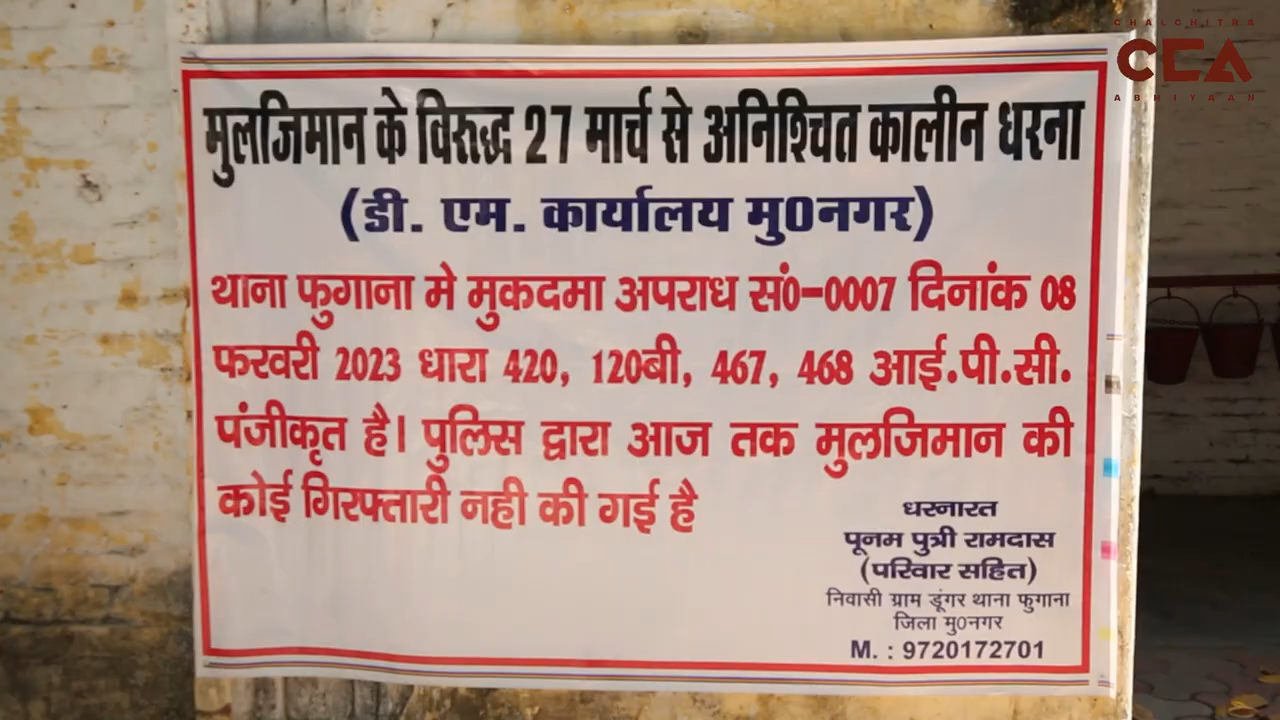 CHALCHITRA
CCA
ABHIYAAN
मुलजिमान के विरूद्ध 27 मार्च से अनिश्चित कालीन धरना
(डी. एम. कार्यालय मु0नगर)
थाना फुगाना मे मुकदमा अपराध सं0-0007 दिनांक 08
फरवरी 2023 धारा 420, 120बी, 467, 468 आई.पी.सी.
पंजीकृत है। पुलिस द्वारा आज तक मुलजिमान की
कोई गिरफ्तारी नही की गई है
धरनारत
पूनम पुत्री रामदास
(परिवार सहित)
निवासी ग्राम डूंगर थाना फुगाना
जिला मु0नगर
M. : 9720172701